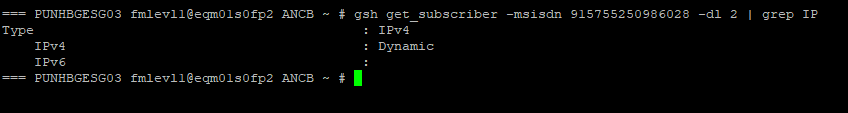 === PUNHBGESG03 fmlevl1@eqm01s0fp2 ANCB ~ # gsh get_subscriber -msisdn 915755250986028 -dl 2 | grep IP
Type : IPv4
IPv4 : Dynamic
IPv6 :
=== PUNHBGESG03 fmlevl1@eqm01s0fp2 ANCB ~ #